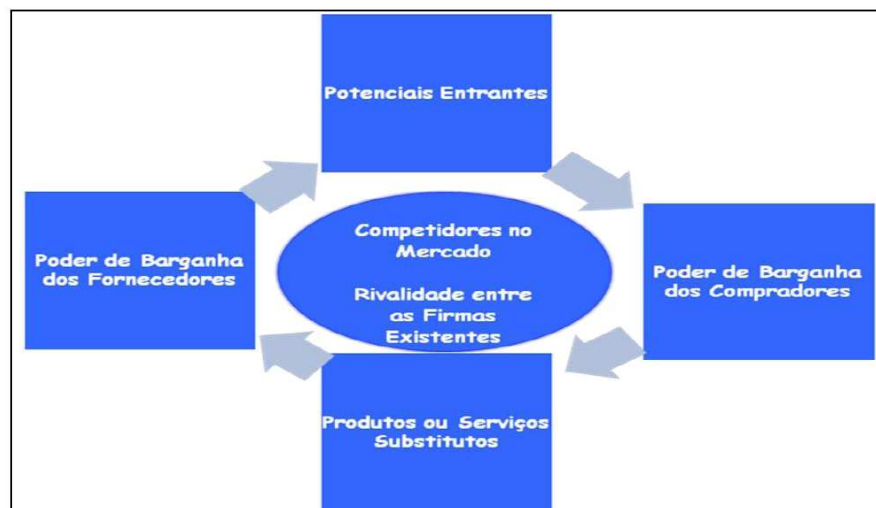 Potenciais Entrantes
Poder de Barganha
dos Fornecedores
Competidores no
Mercado
Rivalidade entre
as Firmas
Existentes
Poder de Barganha
dos Compradores
Produtos ou Serviços
Substitutos